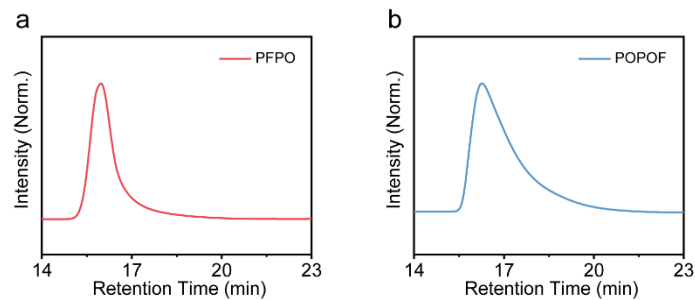 a
PFPO
Intensity (Norm.)
14 17 20 23
Retention Time (min)
b
POPOF
Intensity (Norm.)
14 17 20 23
Retention Time (min)